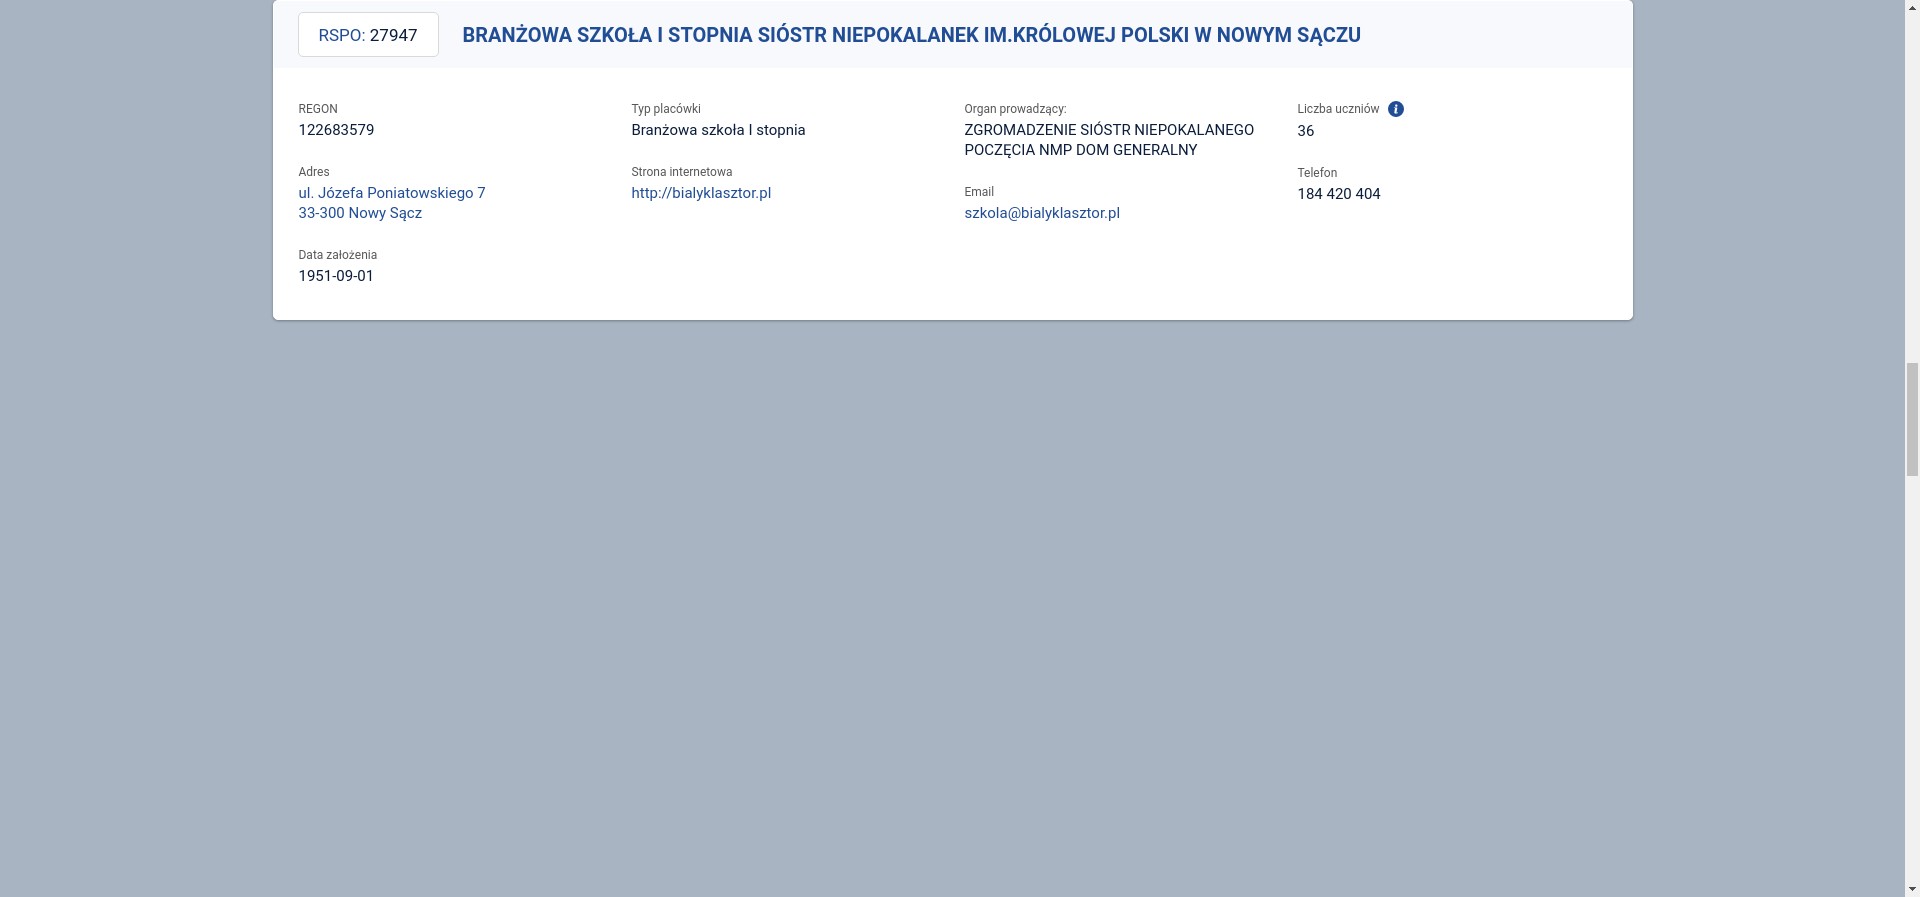 RSPO: 27947
BRANŻOWA SZKOŁA I STOPNIA SIÓSTR NIEPOKALANEK IM.KRÓLOWEJ POLSKI W NOWYM SĄCZU
REGON
122683579
Adres
ul. Józefa Poniatowskiego 7
33-300 Nowy Sącz
Data założenia
1951-09-01
Typ placówki
Branżowa szkoła I stopnia
Strona internetowa
http://bialyklasztor.pl
Organ prowadzący:
ZGROMADZENIE SIÓSTR NIEPOKALANEGO
POCZĘCIA NMP DOM GENERALNY
Email
szkola@bialyklasztor.pl
Liczba uczniów i
36
Telefon
184 420 404